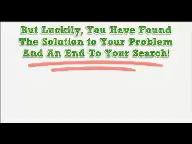 But Luckily, You Have Found
The Solution to Your Problem
And An End To Your Search!